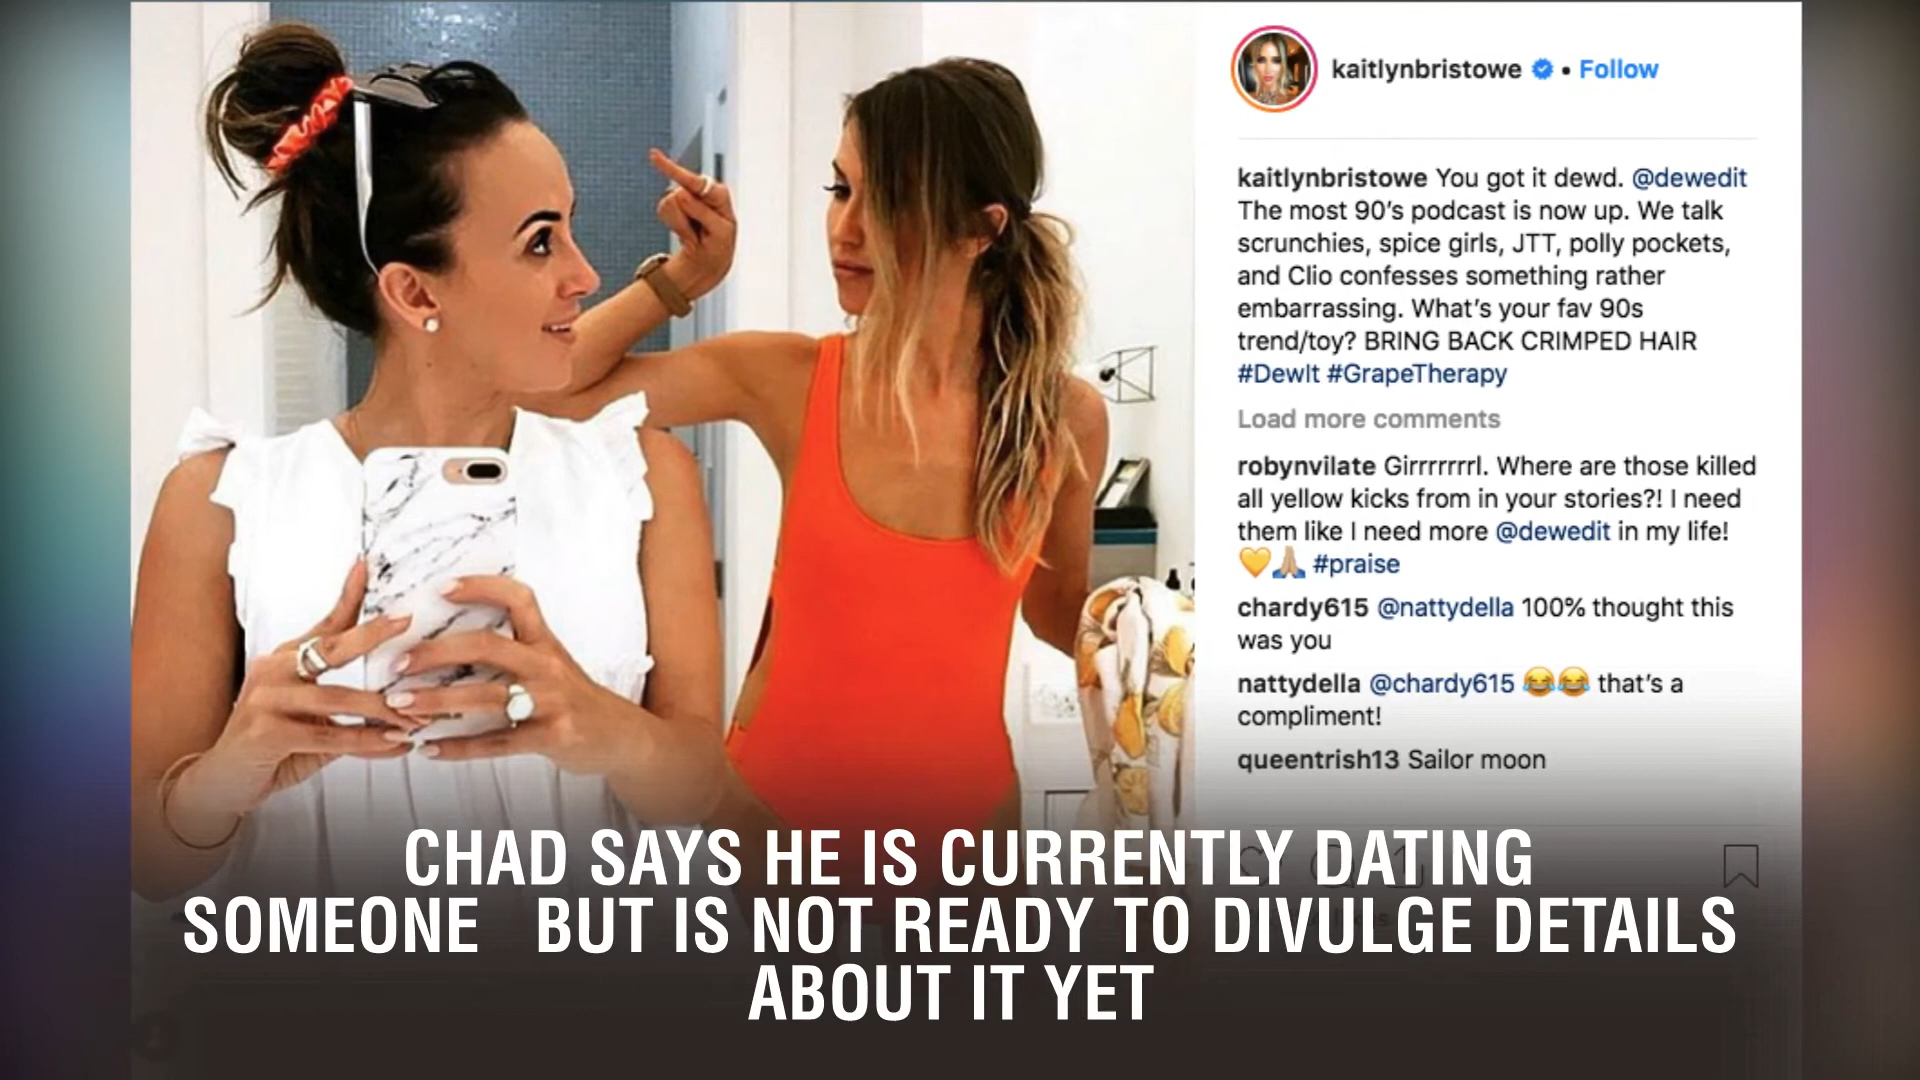 kaitlynbristowe • Follow
kaitlynbristowe You got it dewd. @dewedit
The most 90's podcast is now up. We talk
scrunchies, spice girls, JTT, polly pockets,
and Clio confesses something rather
embarrassing. What's your fav 90s
trend/toy? BRING BACK CRIMPED HAIR
#DewIt #GrapeTherapy
Load more comments
robynvilate Girrrrrrrl. Where are those killed
all yellow kicks from in your stories?! I need
them like I need more @dewedit in my life!
💛🙏🏼 #praise
chardy615 @nattydella 100% thought this
was you
nattydella @chardy615 😂😂 that's a
compliment!
queentrish13 Sailor moon
CHAD SAYS HE IS CURRENTLY DATING
SOMEONE BUT IS NOT READY TO DIVULGE DETAILS
ABOUT IT YET